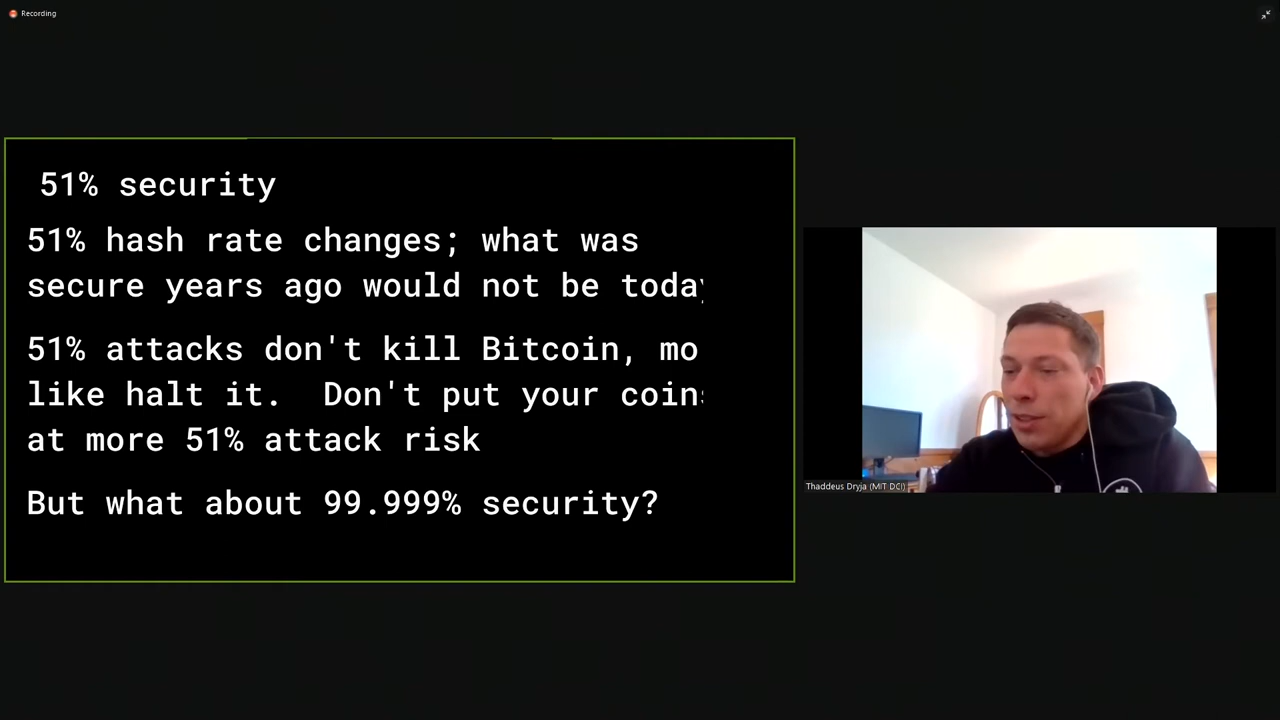 Recording
51% security
51% hash rate changes; what was
secure years ago would not be today
51% attacks don't kill Bitcoin, mo
like halt it. Don't put your coins
at more 51% attack risk
But what about 99.999% security?
Thaddeus Dryja (MIT DCI)